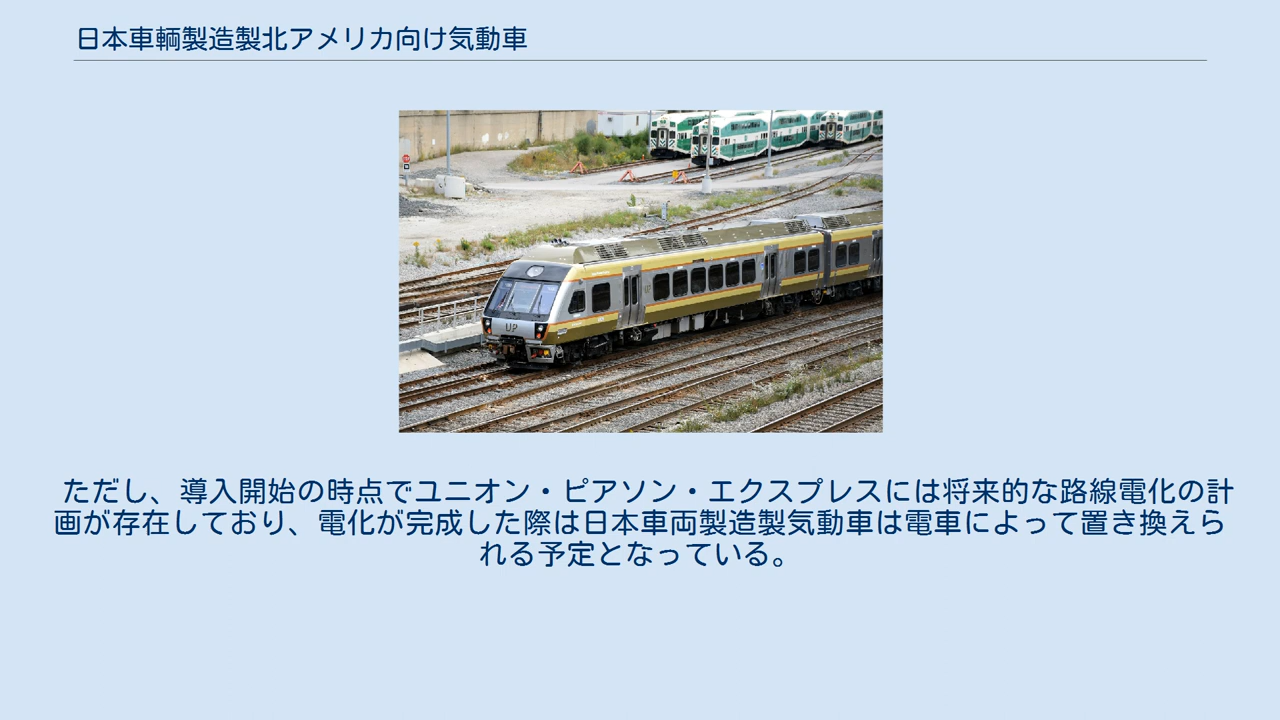 日本車輌製造製北アメリカ向け気動車
UP
ただし、導入開始の時点でユニオン・ピアソン・エクスプレスには将来的な路線電化の計
画が存在しており、電化が完成した際は日本車両製造製気動車は電車によって置き換えら
れる予定となっている。